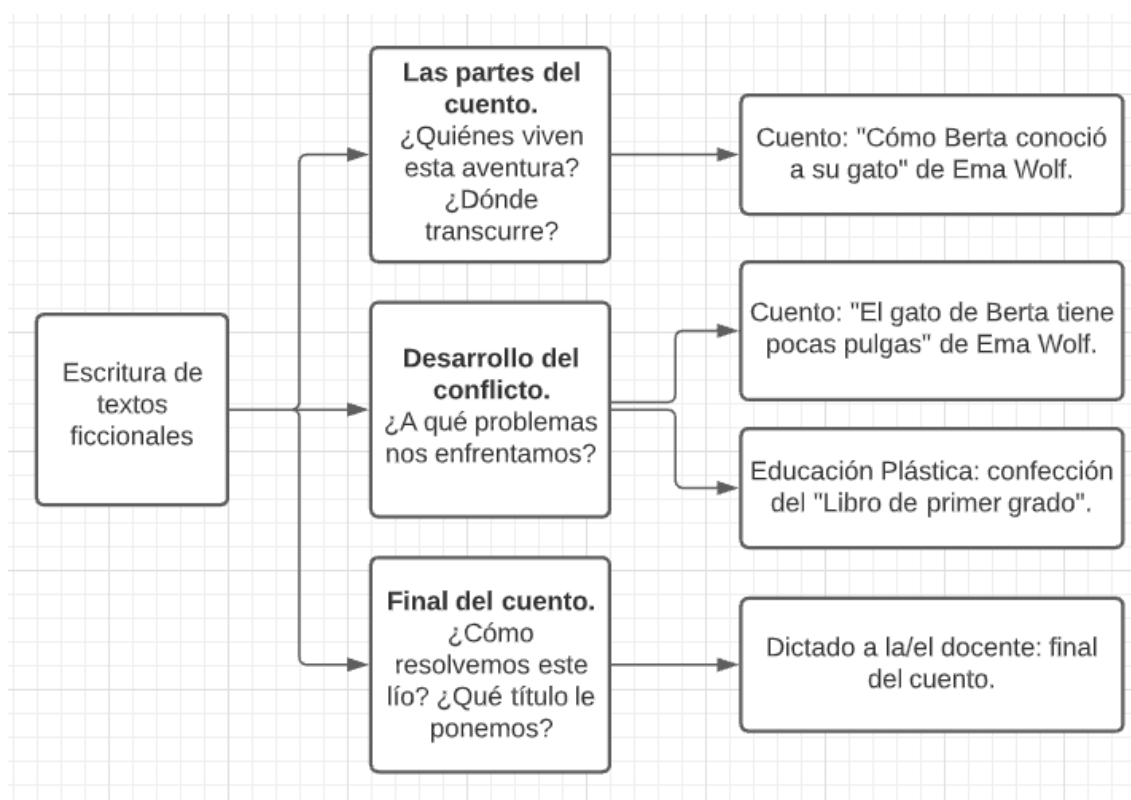 Escritura de
textos
ficcionales
Las partes del
cuento.
¿Quiénes viven
esta aventura?
¿Dónde
transcurre?
Cuento: "Cómo Berta conoció
a su gato" de Ema Wolf.
Desarrollo del
conflicto.
¿A qué problemas
nos enfrentamos?
Cuento: "El gato de Berta tiene
pocas pulgas" de Ema Wolf.
Educación Plástica: confección
del "Libro de primer grado".
Final del cuento.
¿Cómo
resolvemos este
lío? ¿Qué título le
ponemos?
Dictado a la/el docente: final
del cuento.